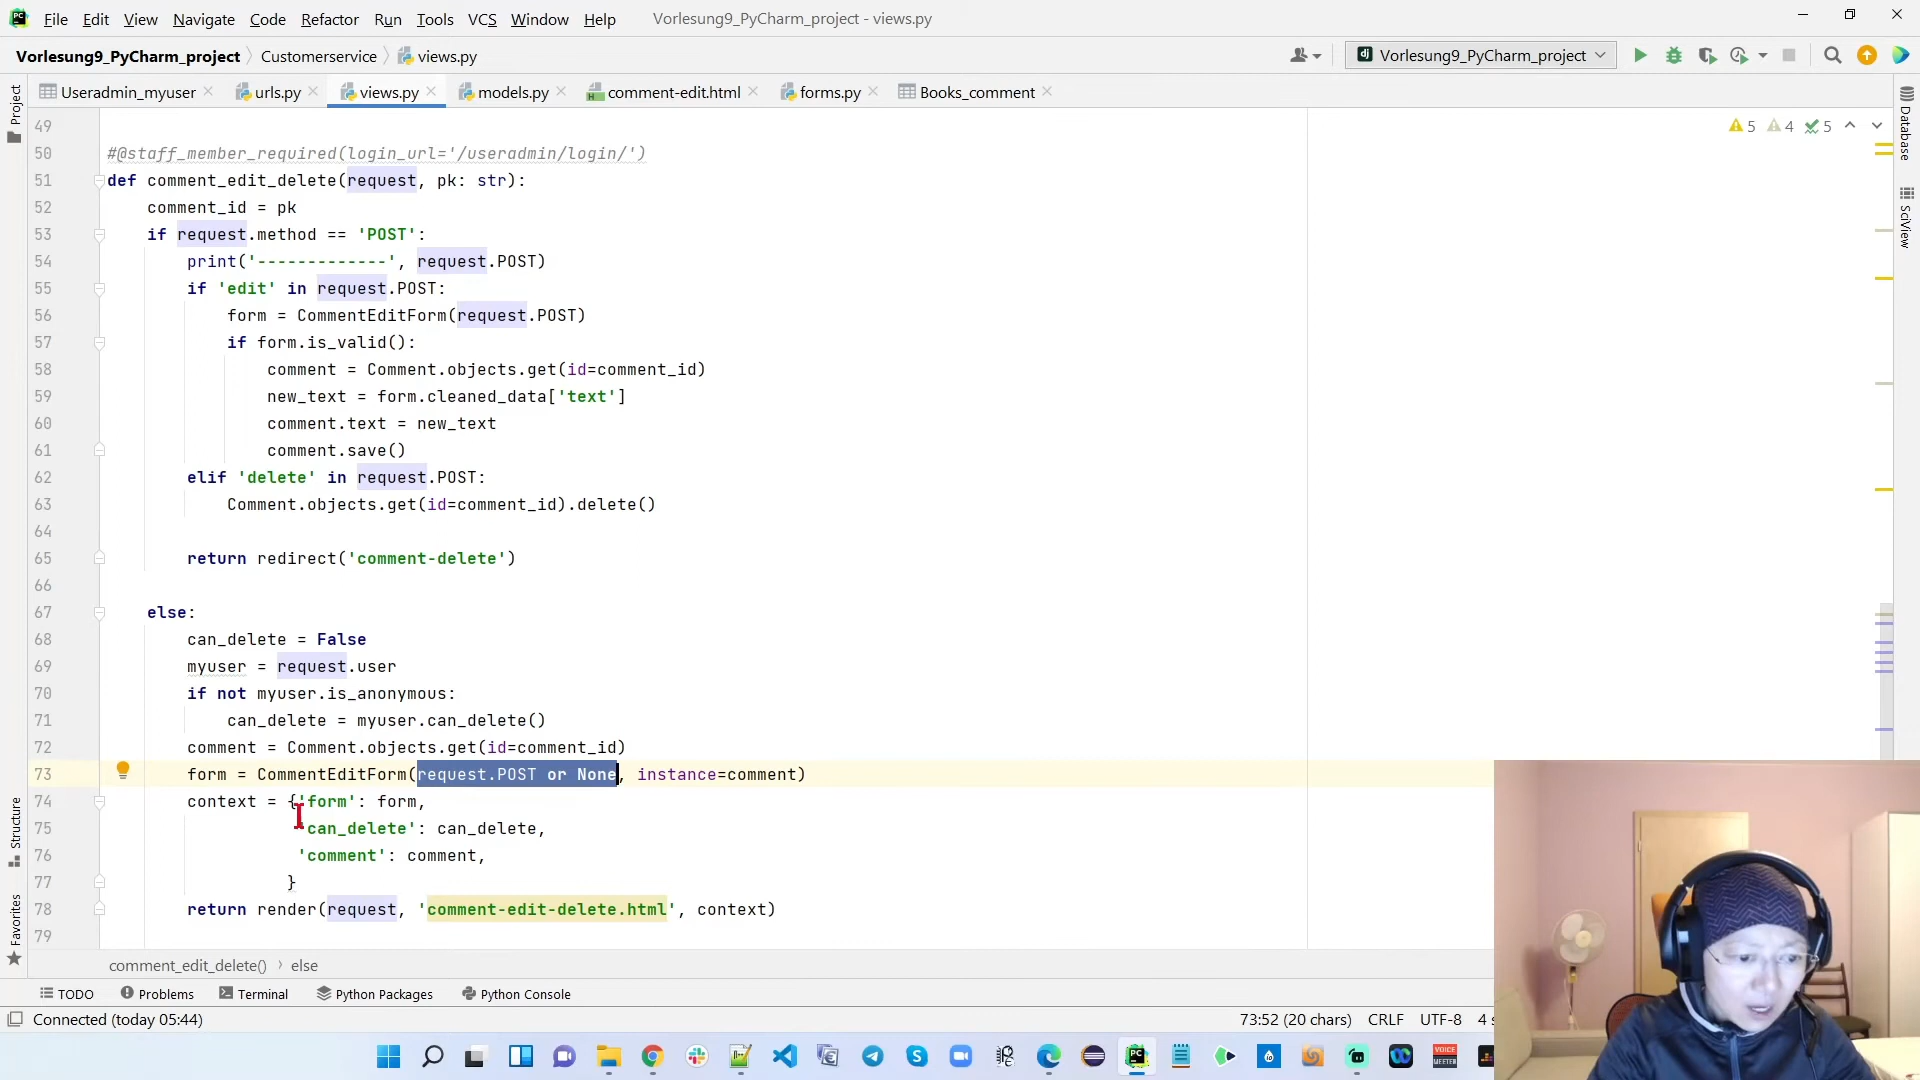 File Edit View Navigate Code Refactor Run Tools VCS Window Help Vorlesung9_PyCharm_project - views.py
Vorlesung9_PyCharm_project Customerservice views.py Vorlesung9_PyCharm_project
Useradmin_myuser urls.py views.py models.py comment-edit.html forms.py Books_comment
Project
Database
SciView
Structure
Favorites
5 4 5
49
50 #@staff_member_required(login_url='/useradmin/login/')
51 def comment_edit_delete(request, pk: str):
52 comment_id = pk
53 if request.method == 'POST':
54 print('-------------', request.POST)
55 if 'edit' in request.POST:
56 form = CommentEditForm(request.POST)
57 if form.is_valid():
58 comment = Comment.objects.get(id=comment_id)
59 new_text = form.cleaned_data['text']
60 comment.text = new_text
61 comment.save()
62 elif 'delete' in request.POST:
63 Comment.objects.get(id=comment_id).delete()
64
65 return redirect('comment-delete')
66
67 else:
68 can_delete = False
69 myuser = request.user
70 if not myuser.is_anonymous:
71 can_delete = myuser.can_delete()
72 comment = Comment.objects.get(id=comment_id)
73 form = CommentEditForm(request.POST or None, instance=comment)
74 context = {'form': form,
75 'can_delete': can_delete,
76 'comment': comment,
77 }
78 return render(request, 'comment-edit-delete.html', context)
79
comment_edit_delete() › else
TODO Problems Terminal Python Packages Python Console
Connected (today 05:44) 73:52 (20 chars) CRLF UTF-8 4